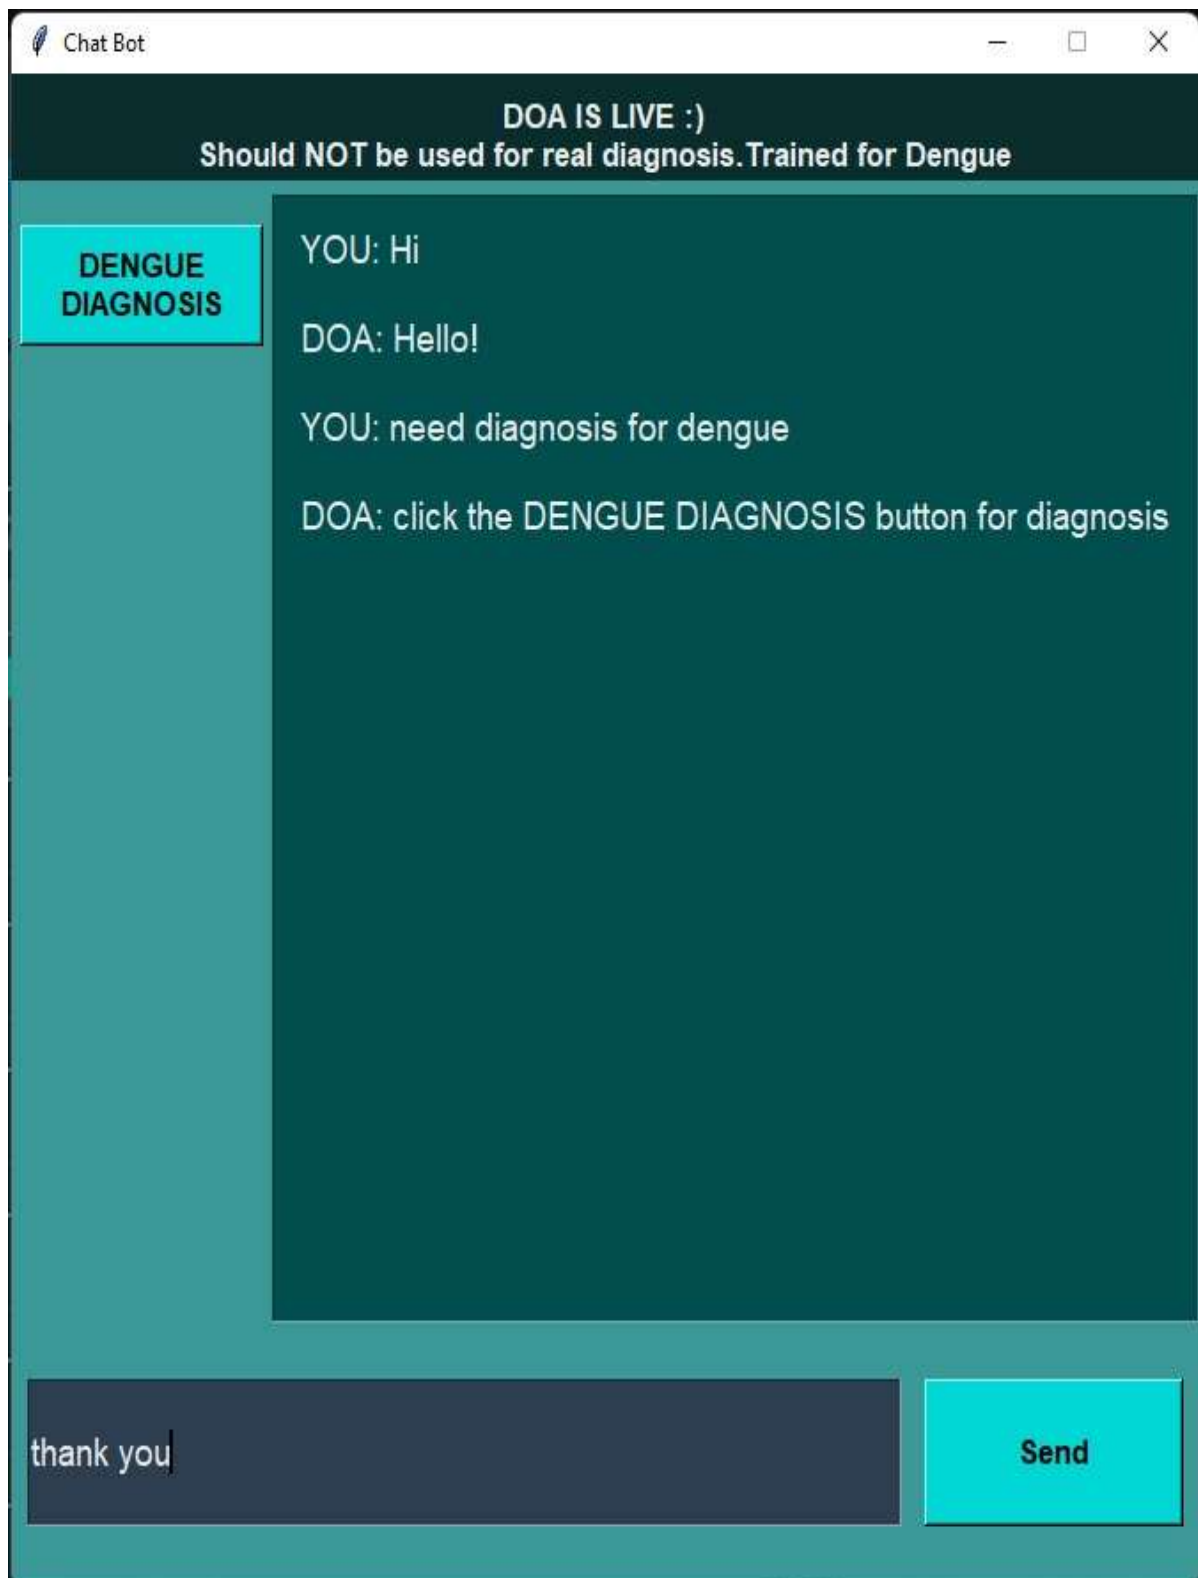 Chat Bot
DOA IS LIVE :)
Should NOT be used for real diagnosis.Trained for Dengue
DENGUE
DIAGNOSIS
YOU: Hi
DOA: Hello!
YOU: need diagnosis for dengue
DOA: click the DENGUE DIAGNOSIS button for diagnosis
thank you
Send